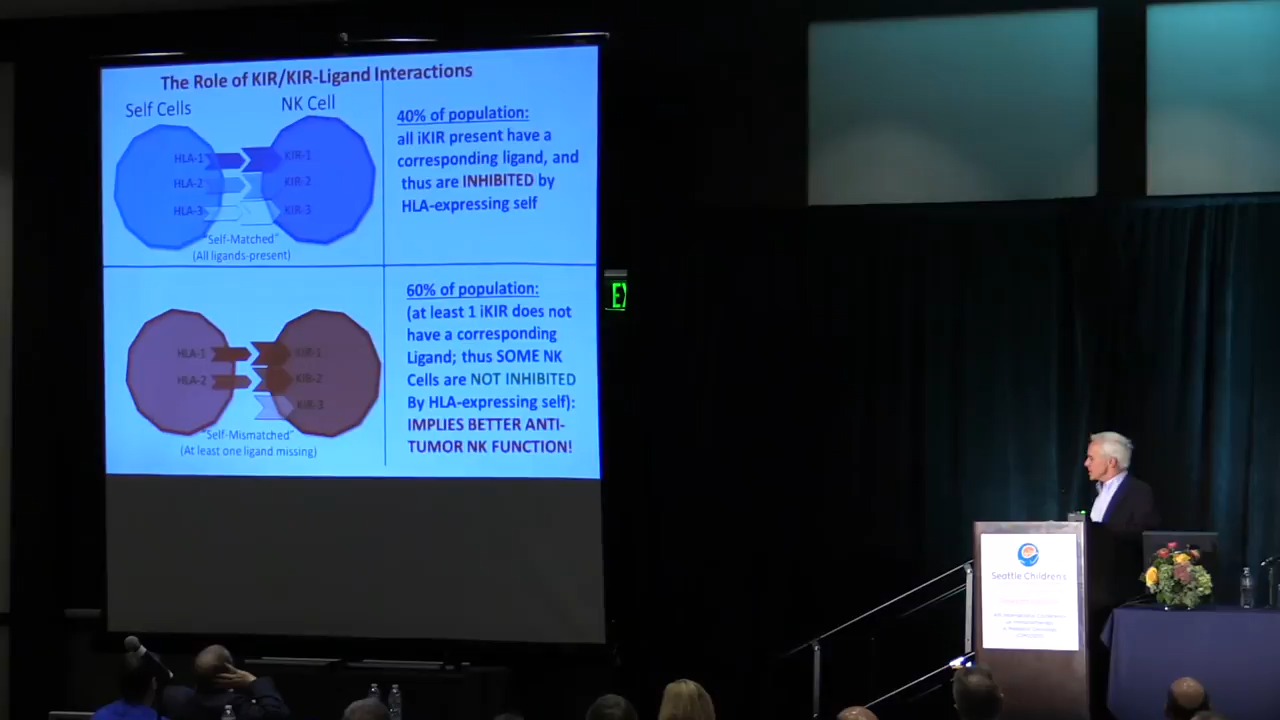 The Role of KIR/KIR-Ligand Interactions
Self Cells
NK Cell
HLA-1
KIR-1
HLA-2
KIR-2
HLA-3
KIR-3
"Self-Matched"
(All ligands-present)
40% of population:
all iKIR present have a
corresponding ligand, and
thus are INHIBITED by
HLA-expressing self
HLA-1
KIR-1
HLA-2
KIR-2
KIR-3
"Self-Mismatched"
(At least one ligand missing)
60% of population:
(at least 1 iKIR does not
have a corresponding
Ligand; thus SOME NK
Cells are NOT INHIBITED
By HLA-expressing self):
IMPLIES BETTER ANTI-
TUMOR NK FUNCTION!
EX
Seattle Children's